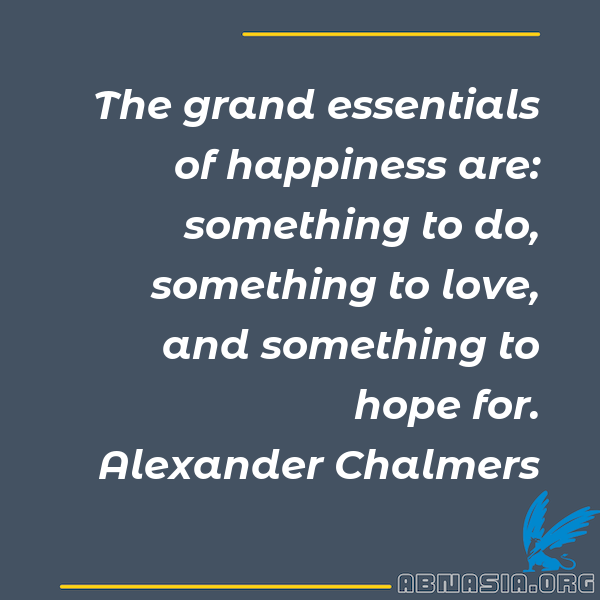 The grand essentials
of happiness are:
something to do,
something to love,
and something to
hope for.
Alexander Chalmers
ABNASIA.ORG